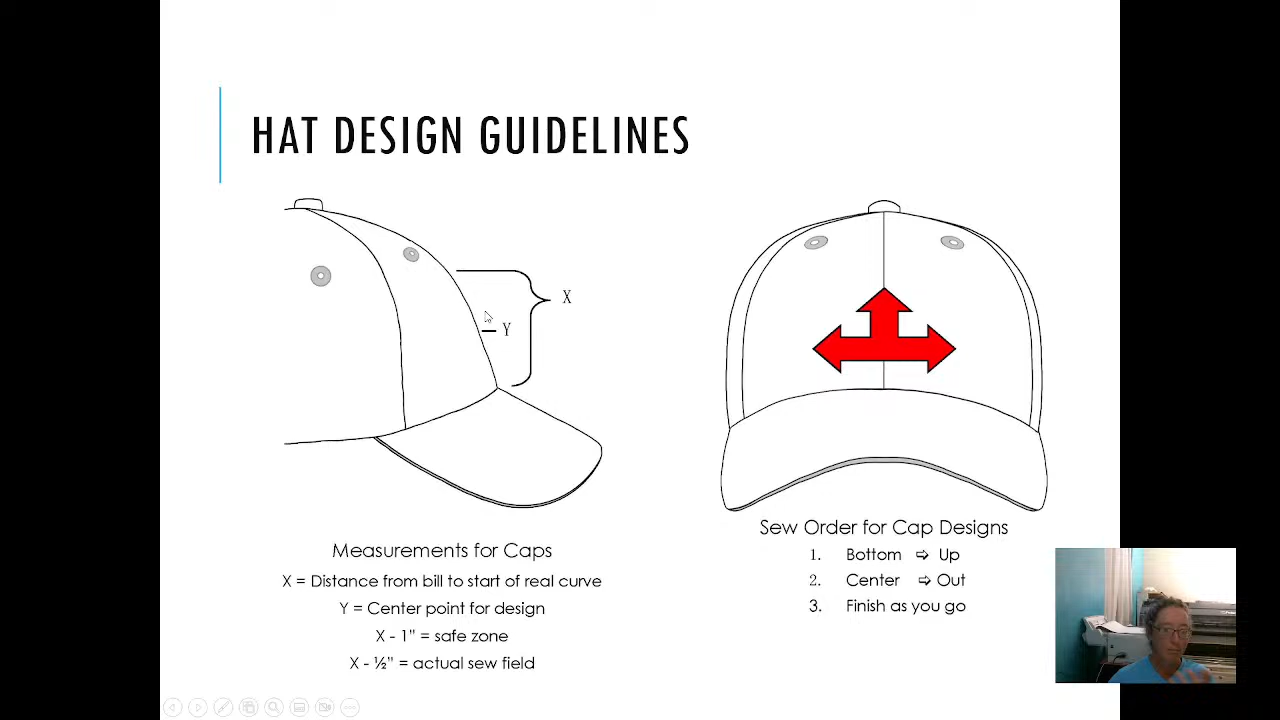 HAT DESIGN GUIDELINES
X
Y
Measurements for Caps
X = Distance from bill to start of real curve
Y = Center point for design
X - 1" = safe zone
X - ½" = actual sew field
Sew Order for Cap Designs
1. Bottom ⇨ Up
2. Center ⇨ Out
3. Finish as you go